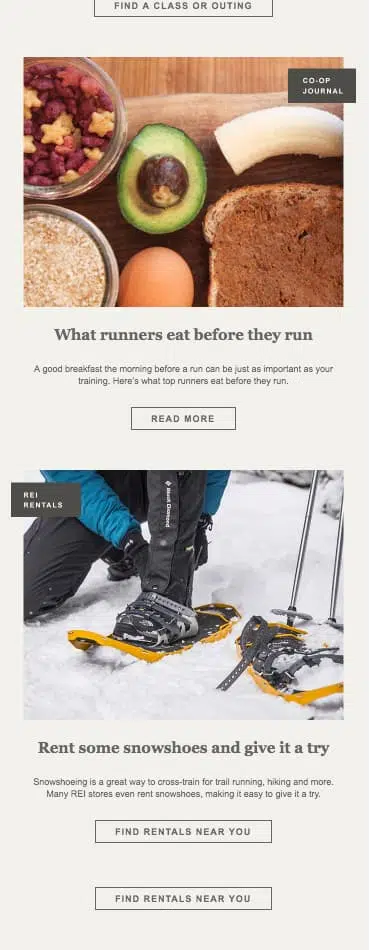 FIND A CLASS OR OUTING
CO-OP
JOURNAL
What runners eat before they run
A good breakfast the morning before a run can be just as important as your
training. Here's what top runners eat before they run.
READ MORE
REI
RENTALS
Black Diamond
Rent some snowshoes and give it a try
Snowshoeing is a great way to cross-train for trail running, hiking and more.
Many REI stores even rent snowshoes, making it easy to give it a try.
FIND RENTALS NEAR YOU
FIND RENTALS NEAR YOU